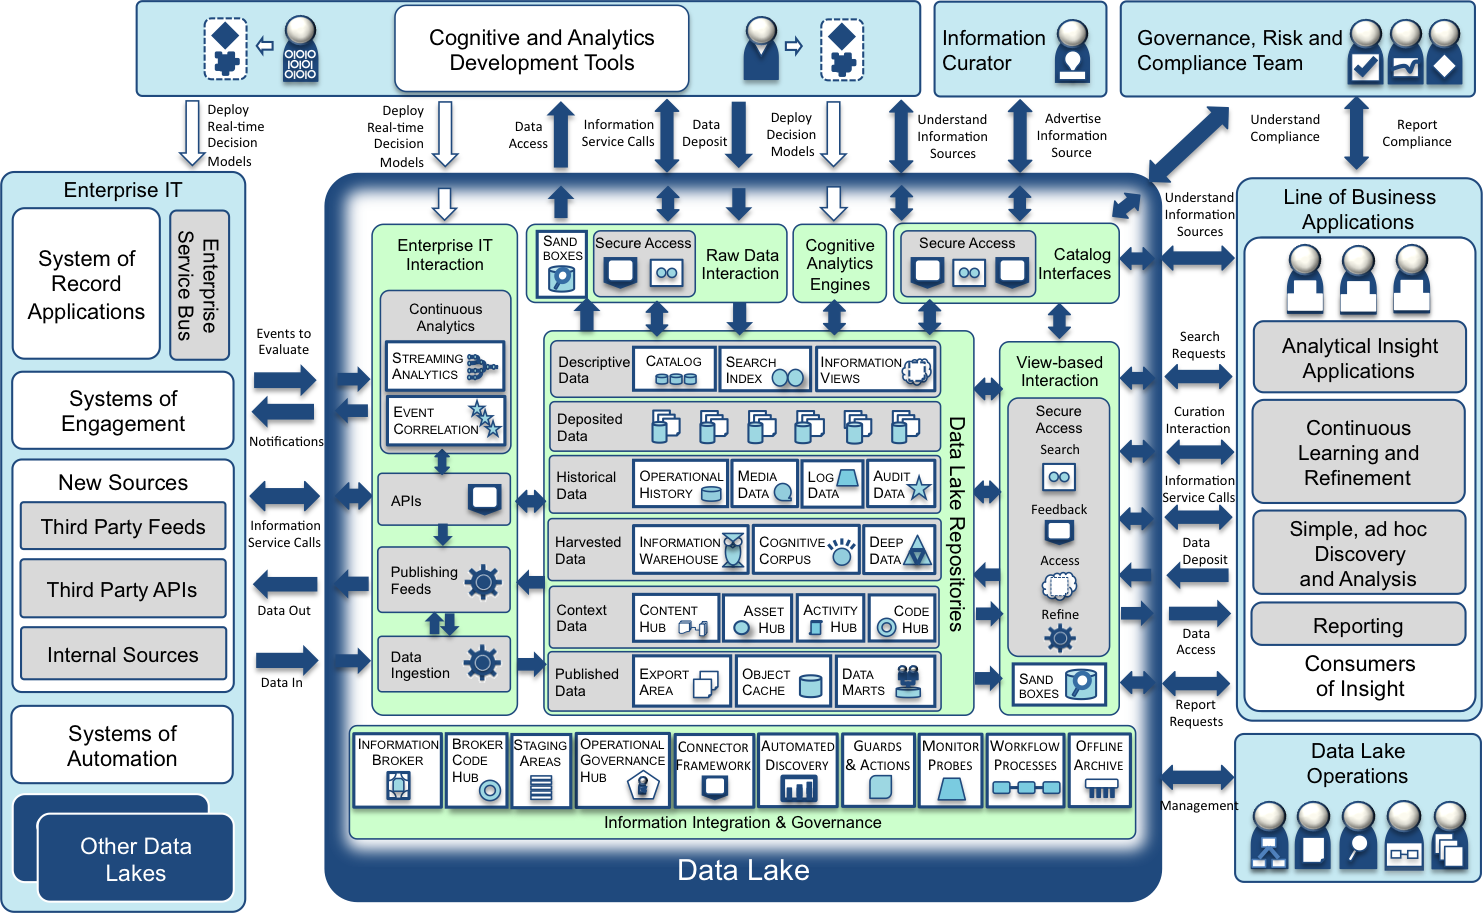 Cognitive and Analytics
Development Tools
Information
Curator
Governance, Risk and
Compliance Team
Deploy
Real-time
Decision
Models
Deploy
Real-time
Decision
Models
Data
Access
Information
Service Calls
Data
Deposit
Deploy
Decision
Models
Understand
Information
Sources
Advertise
Information
Source
Understand
Compliance
Report
Compliance
Enterprise IT
System of
Record
Applications
Enterprise
Service Bus
Systems of
Engagement
New Sources
Third Party Feeds
Third Party APIs
Internal Sources
Systems of
Automation
Other Data
Lakes
Events to
Evaluate
Notifications
Information
Service Calls
Data Out
Data In
Enterprise IT
Interaction
Continuous
Analytics
STREAMING
ANALYTICS
EVENT
CORRELATION
APIs
Publishing
Feeds
Data
Ingestion
SAND
BOXES
Secure Access
Raw Data
Interaction
Cognitive
Analytics
Engines
Secure Access
Catalog
Interfaces
Descriptive
Data
CATALOG
SEARCH
INDEX
INFORMATION
VIEWS
Deposited
Data
Historical
Data
OPERATIONAL
HISTORY
MEDIA
DATA
LOG
DATA
AUDIT
DATA
Harvested
Data
INFORMATION
WAREHOUSE
COGNITIVE
CORPUS
DEEP
DATA
Context
Data
CONTENT
HUB
ASSET
HUB
ACTIVITY
HUB
CODE
HUB
Published
Data
EXPORT
AREA
OBJECT
CACHE
DATA
MARTS
Data Lake Repositories
View-based
Interaction
Secure
Access
Search
Feedback
Access
Refine
SAND
BOXES
INFORMATION
BROKER
BROKER
CODE
HUB
STAGING
AREAS
OPERATIONAL
GOVERNANCE
HUB
CONNECTOR
FRAMEWORK
AUTOMATED
DISCOVERY
GUARDS
& ACTIONS
MONITOR
PROBES
WORKFLOW
PROCESSES
OFFLINE
ARCHIVE
Information Integration & Governance
Data Lake
Understand
Information
Sources
Search
Requests
Curation
Interaction
Information
Service Calls
Data
Deposit
Data
Access
Report
Requests
Management
Line of Business
Applications
Analytical Insight
Applications
Continuous
Learning and
Refinement
Simple, ad hoc
Discovery
and Analysis
Reporting
Consumers
of Insight
Data Lake
Operations